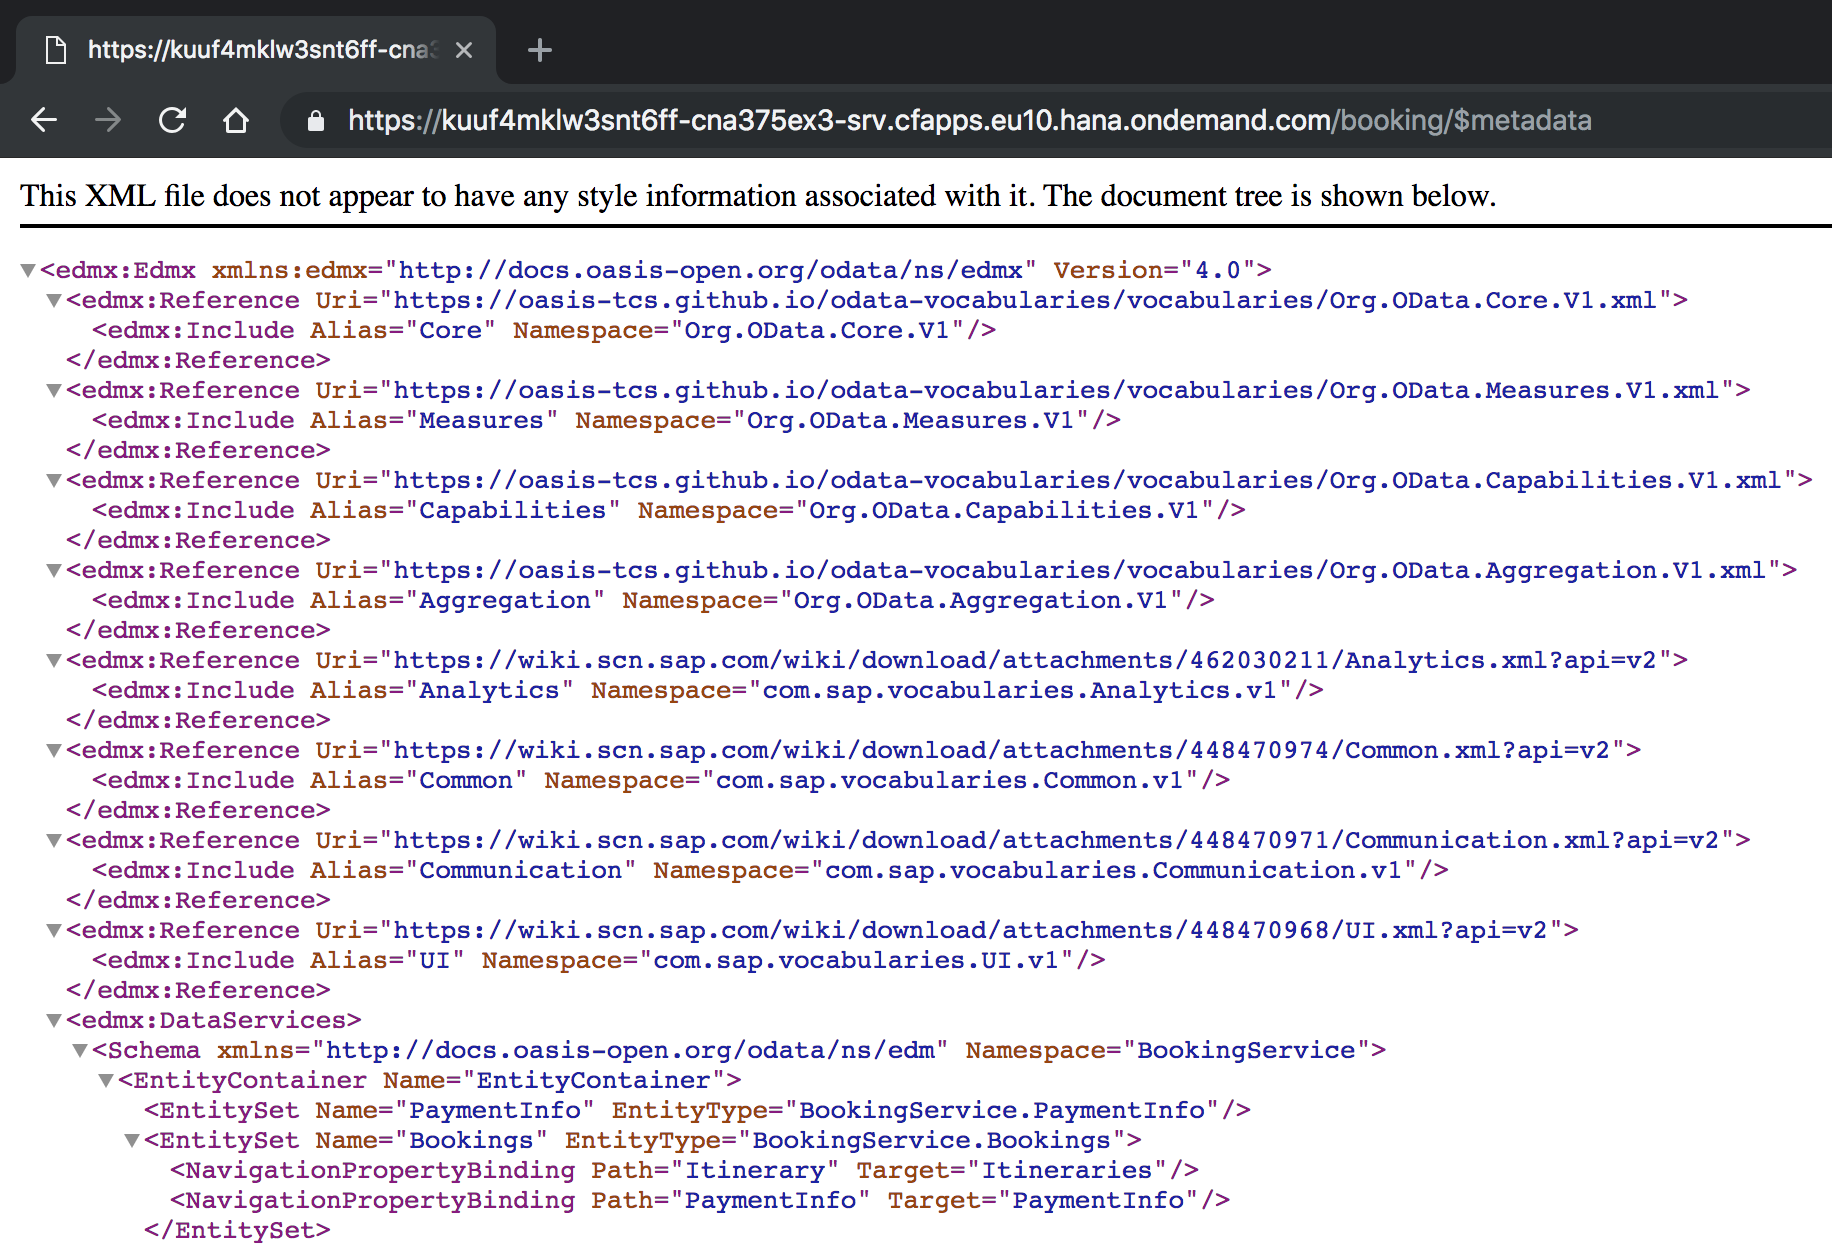 https://kuuf4mklw3snt6ff-cna3
https://kuuf4mklw3snt6ff-cna375ex3-srv.cfapps.eu10.hana.ondemand.com/booking/$metadata
This XML file does not appear to have any style information associated with it. The document tree is shown below.
▼<edmx:Edmx xmlns:edmx="http://docs.oasis-open.org/odata/ns/edmx" Version="4.0">
▼<edmx:Reference Uri="https://oasis-tcs.github.io/odata-vocabularies/vocabularies/Org.OData.Core.V1.xml">
<edmx:Include Alias="Core" Namespace="Org.OData.Core.V1"/>
</edmx:Reference>
▼<edmx:Reference Uri="https://oasis-tcs.github.io/odata-vocabularies/vocabularies/Org.OData.Measures.V1.xml">
<edmx:Include Alias="Measures" Namespace="Org.OData.Measures.V1"/>
</edmx:Reference>
▼<edmx:Reference Uri="https://oasis-tcs.github.io/odata-vocabularies/vocabularies/Org.OData.Capabilities.V1.xml">
<edmx:Include Alias="Capabilities" Namespace="Org.OData.Capabilities.V1"/>
</edmx:Reference>
▼<edmx:Reference Uri="https://oasis-tcs.github.io/odata-vocabularies/vocabularies/Org.OData.Aggregation.V1.xml">
<edmx:Include Alias="Aggregation" Namespace="Org.OData.Aggregation.V1"/>
</edmx:Reference>
▼<edmx:Reference Uri="https://wiki.scn.sap.com/wiki/download/attachments/462030211/Analytics.xml?api=v2">
<edmx:Include Alias="Analytics" Namespace="com.sap.vocabularies.Analytics.v1"/>
</edmx:Reference>
▼<edmx:Reference Uri="https://wiki.scn.sap.com/wiki/download/attachments/448470974/Common.xml?api=v2">
<edmx:Include Alias="Common" Namespace="com.sap.vocabularies.Common.v1"/>
</edmx:Reference>
▼<edmx:Reference Uri="https://wiki.scn.sap.com/wiki/download/attachments/448470971/Communication.xml?api=v2">
<edmx:Include Alias="Communication" Namespace="com.sap.vocabularies.Communication.v1"/>
</edmx:Reference>
▼<edmx:Reference Uri="https://wiki.scn.sap.com/wiki/download/attachments/448470968/UI.xml?api=v2">
<edmx:Include Alias="UI" Namespace="com.sap.vocabularies.UI.v1"/>
</edmx:Reference>
▼<edmx:DataServices>
▼<Schema xmlns="http://docs.oasis-open.org/odata/ns/edm" Namespace="BookingService">
▼<EntityContainer Name="EntityContainer">
<EntitySet Name="PaymentInfo" EntityType="BookingService.PaymentInfo"/>
▼<EntitySet Name="Bookings" EntityType="BookingService.Bookings">
<NavigationPropertyBinding Path="Itinerary" Target="Itineraries"/>
<NavigationPropertyBinding Path="PaymentInfo" Target="PaymentInfo"/>
</EntitySet>